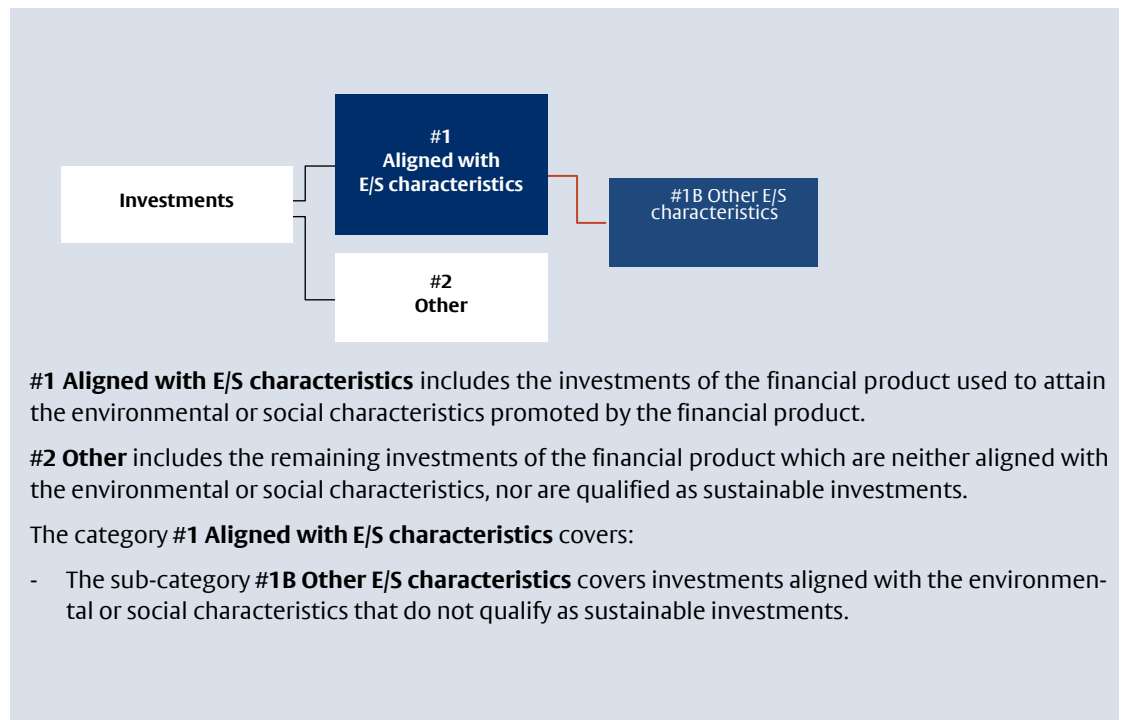 #1
Aligned with
E/S characteristics
Investments
#1B Other E/S
characteristics
#2
Other
#1 Aligned with E/S characteristics includes the investments of the financial product used to attain
the environmental or social characteristics promoted by the financial product.
#2 Other includes the remaining investments of the financial product which are neither aligned with
the environmental or social characteristics, nor are qualified as sustainable investments.
The category #1 Aligned with E/S characteristics covers:
- The sub-category #1B Other E/S characteristics covers investments aligned with the environmen-
tal or social characteristics that do not qualify as sustainable investments.